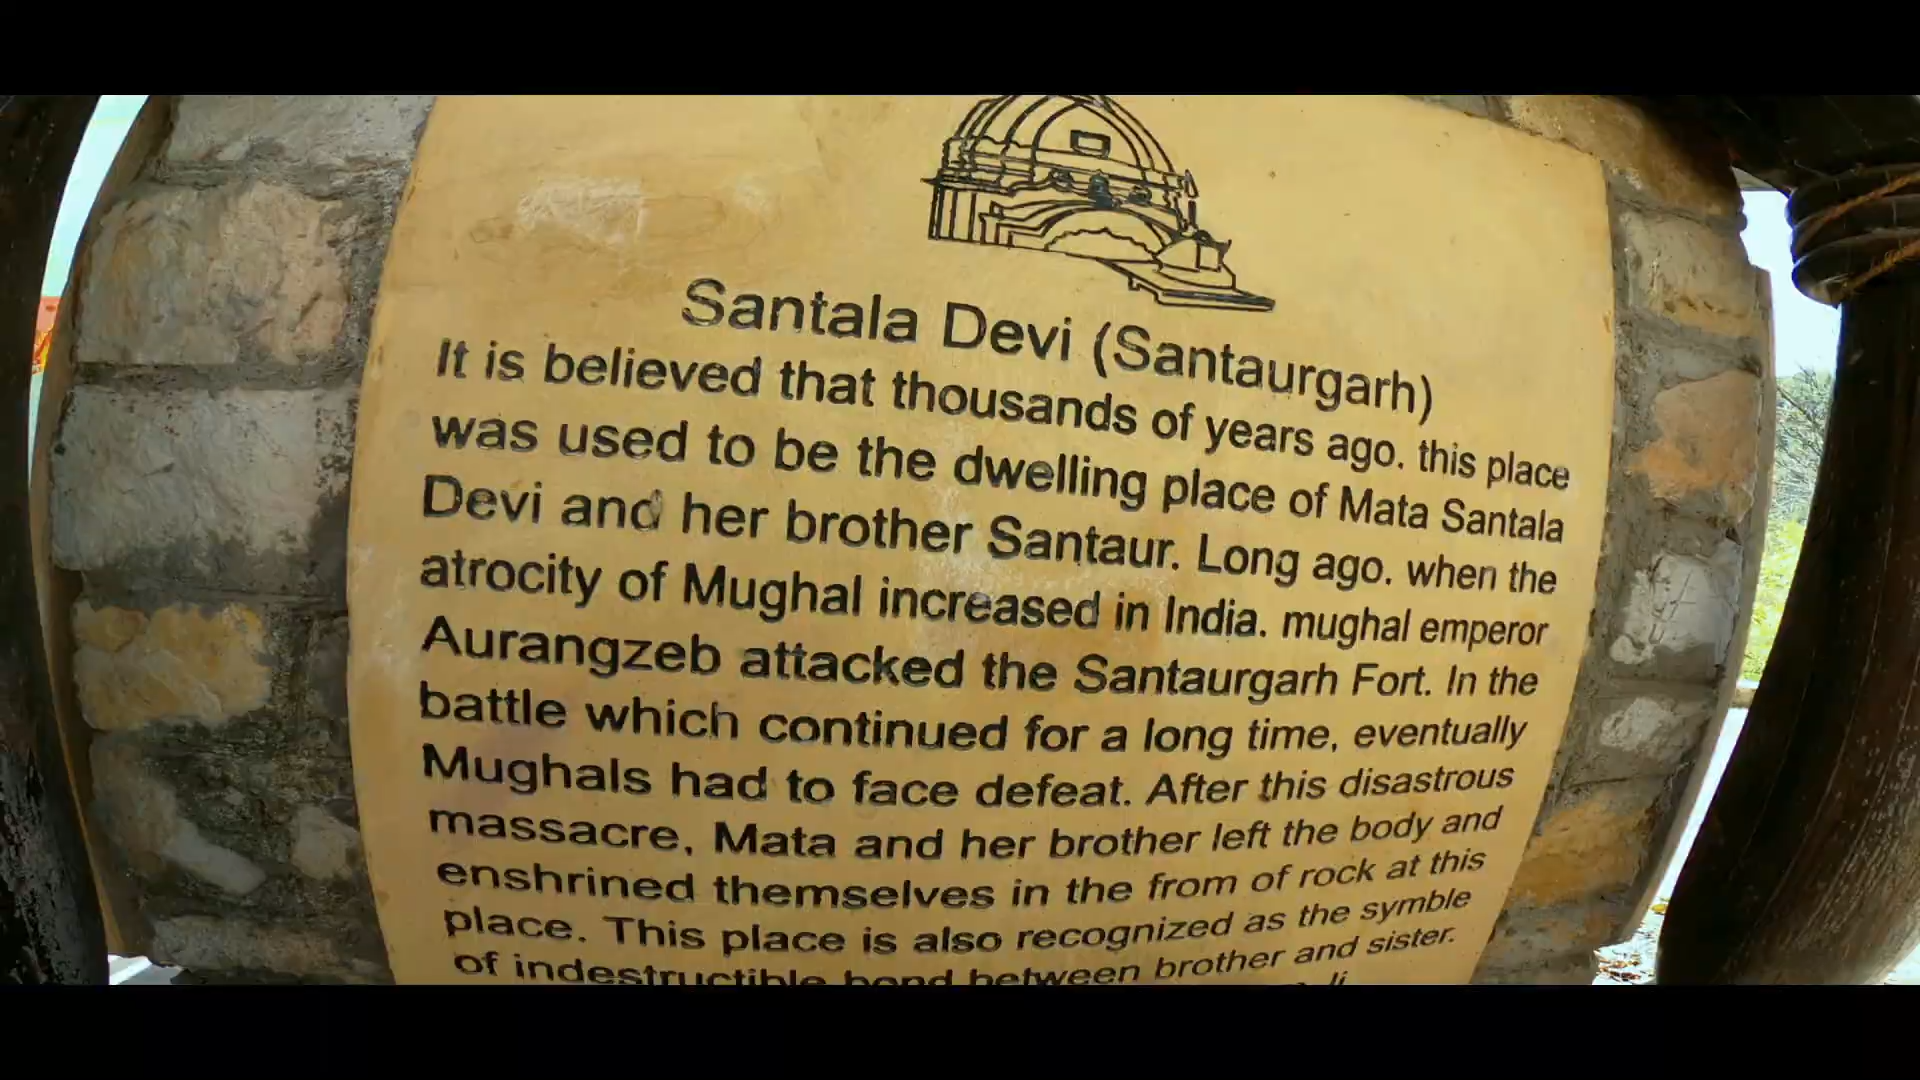 Santala Devi (Santaurgarh)
It is believed that thousands of years ago. this place
was used to be the dwelling place of Mata Santala
Devi and her brother Santaur. Long ago. when the
atrocity of Mughal increased in India. mughal emperor
Aurangzeb attacked the Santaurgarh Fort. In the
battle which continued for a long time, eventually
Mughals had to face defeat. After this disastrous
massacre, Mata and her brother left the body and
enshrined themselves in the from of rock at this
place. This place is also recognized as the symble
of indestructible bond between brother and sister.